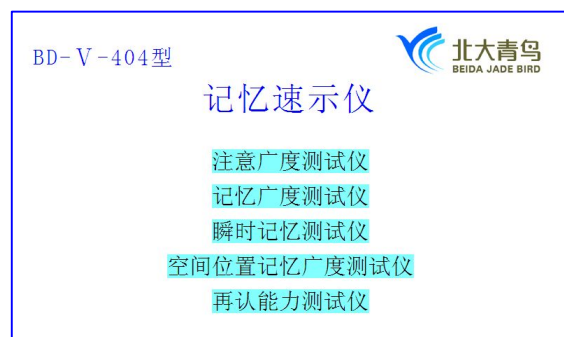 BD-Ⅴ-404型
北大青鸟
BEIDA JADE BIRD
记忆速示仪
注意广度测试仪
记忆广度测试仪
瞬时记忆测试仪
空间位置记忆广度测试仪
再认能力测试仪